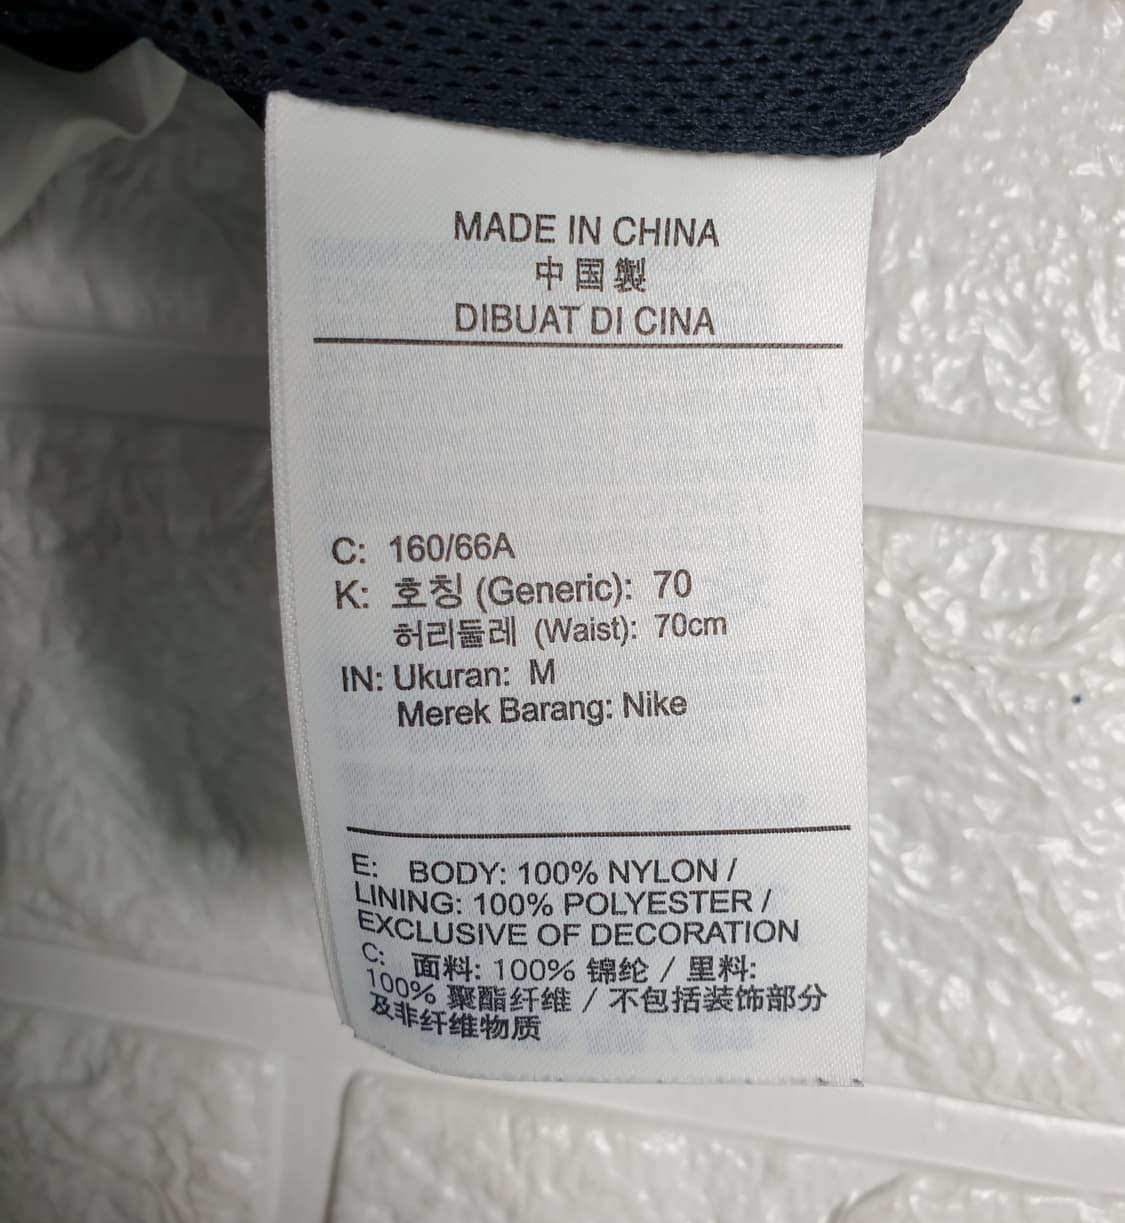 MADE IN CHINA
中国製
DIBUAT DI CINA
C: 160/66A
K: 호칭 (Generic): 70
허리둘레 (Waist): 70cm
IN: Ukuran: M
Merek Barang: Nike
E: BODY: 100% NYLON /
LINING: 100% POLYESTER /
EXCLUSIVE OF DECORATION
C: 面料: 100% 锦纶 / 里料:
100% 聚酯纤维 / 不包括装饰部分
及非纤维物质